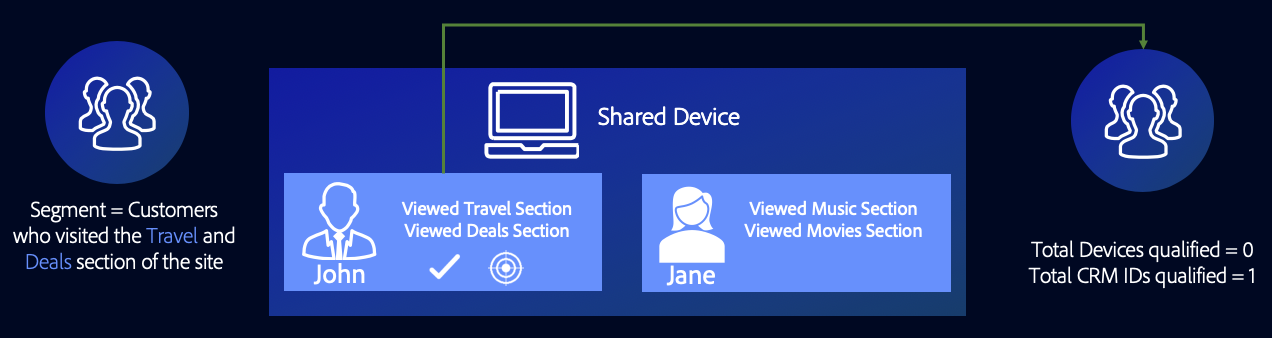 Segment = Customers
who visited the Travel and
Deals section of the site
Shared Device
Viewed Travel Section
Viewed Deals Section
John
Viewed Music Section
Viewed Movies Section
Jane
Total Devices qualified = 0
Total CRM IDs qualified = 1